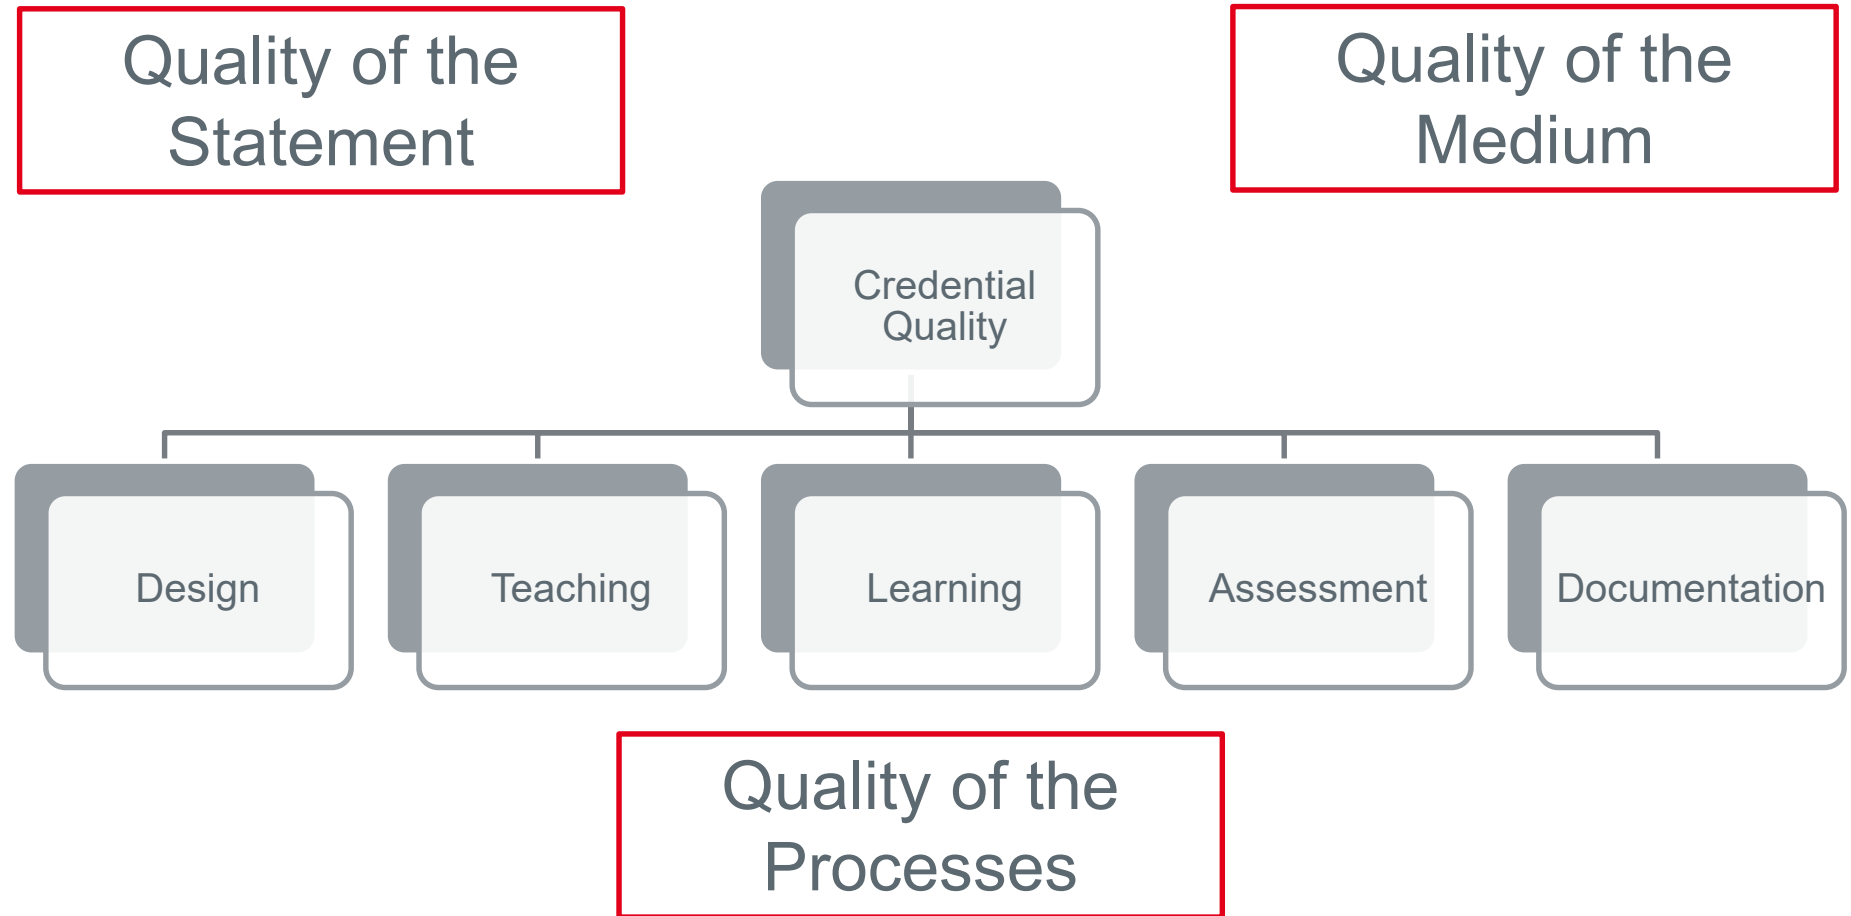 Quality of the
Statement
Quality of the
Medium
Credential
Quality
Design
Teaching
Learning
Assessment
Documentation
Quality of the
Processes